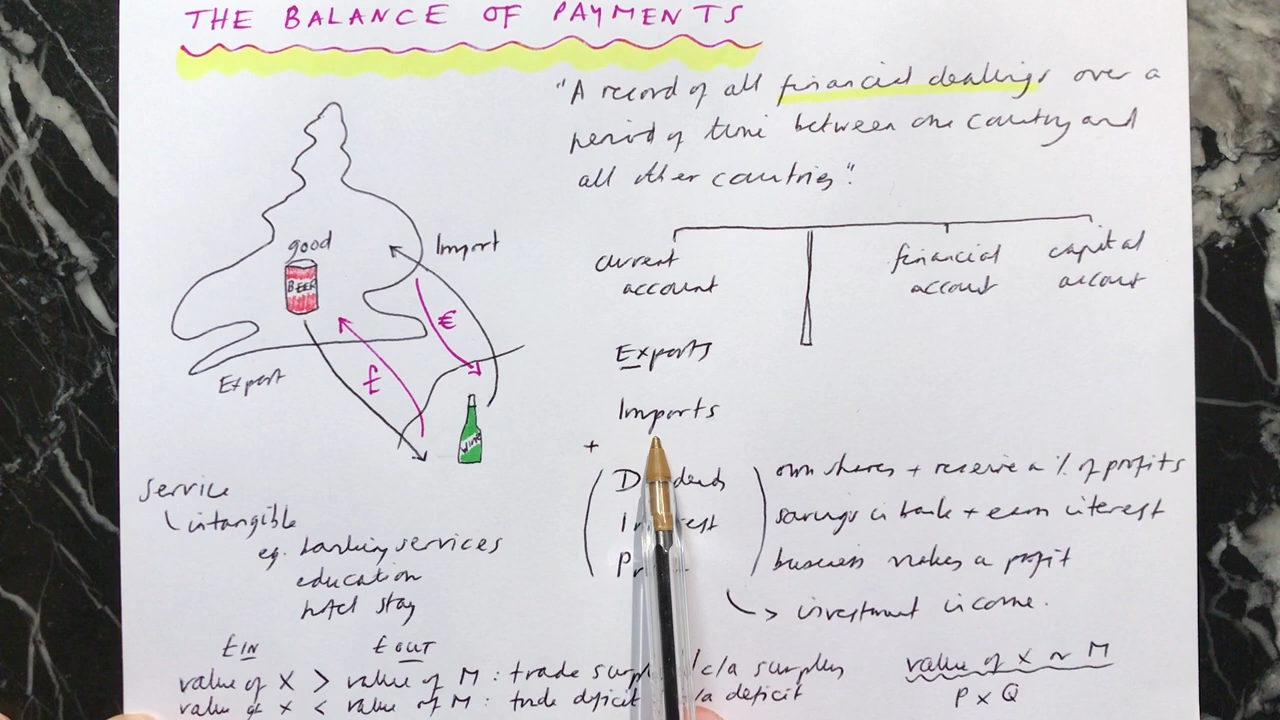 THE BALANCE OF PAYMENTS
"A record of all financial dealings over a
period of time between one country and
all other countries".
good
BEER
Import
€
£
Export
WINE
current
account
financial
account
capital
account
Exports
Imports
+
own shares + receive a % of profits
savings in bank + earn interest
business makes a profit
investment income.
Service
intangible
eg. banking services
education
hotel stay
£ IN
£ OUT
value of X > value of M : trade c/a surplus
value of X < value of M : trade deficit /a deficit
value of X or M
P x Q